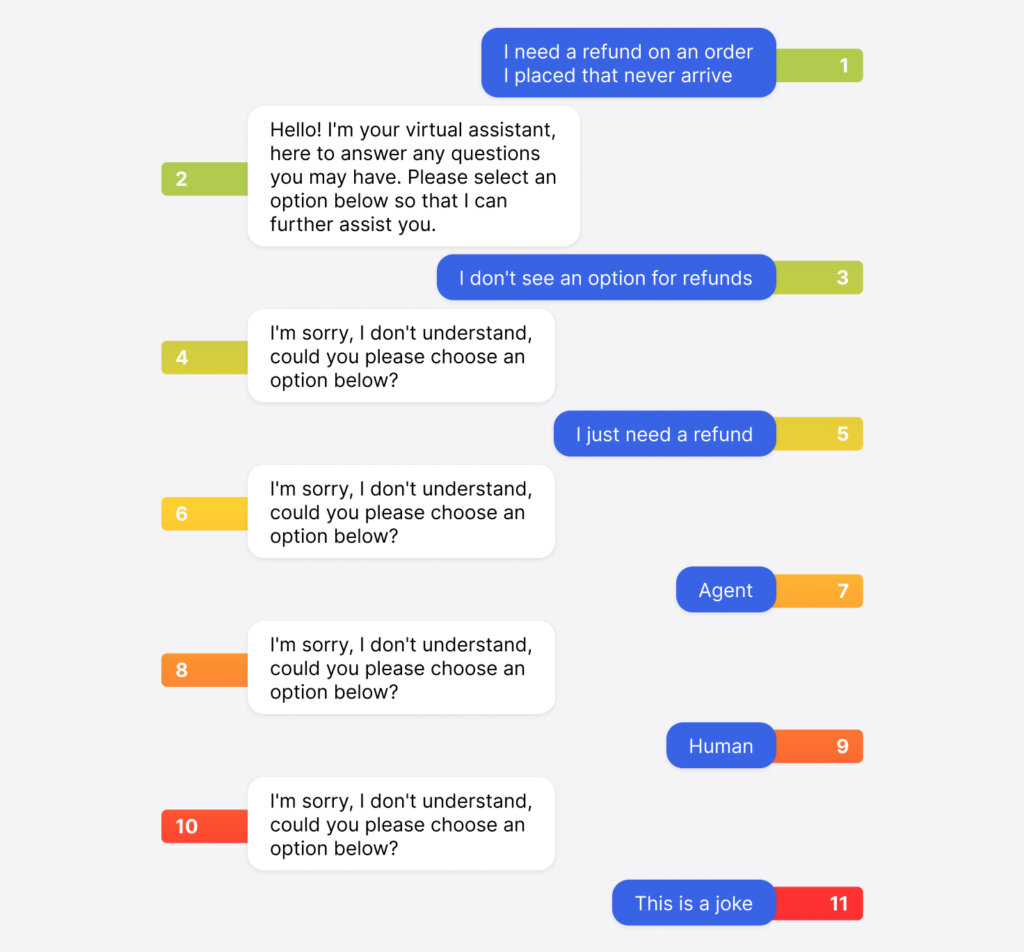 I need a refund on an order
I placed that never arrive
1
Hello! I'm your virtual assistant,
here to answer any questions
you may have. Please select an
option below so that I can
further assist you.
2
I don't see an option for refunds
3
I'm sorry, I don't understand,
could you please choose an
option below?
4
I just need a refund
5
I'm sorry, I don't understand,
could you please choose an
option below?
6
Agent
7
I'm sorry, I don't understand,
could you please choose an
option below?
8
Human
9
I'm sorry, I don't understand,
could you please choose an
option below?
10
This is a joke
11